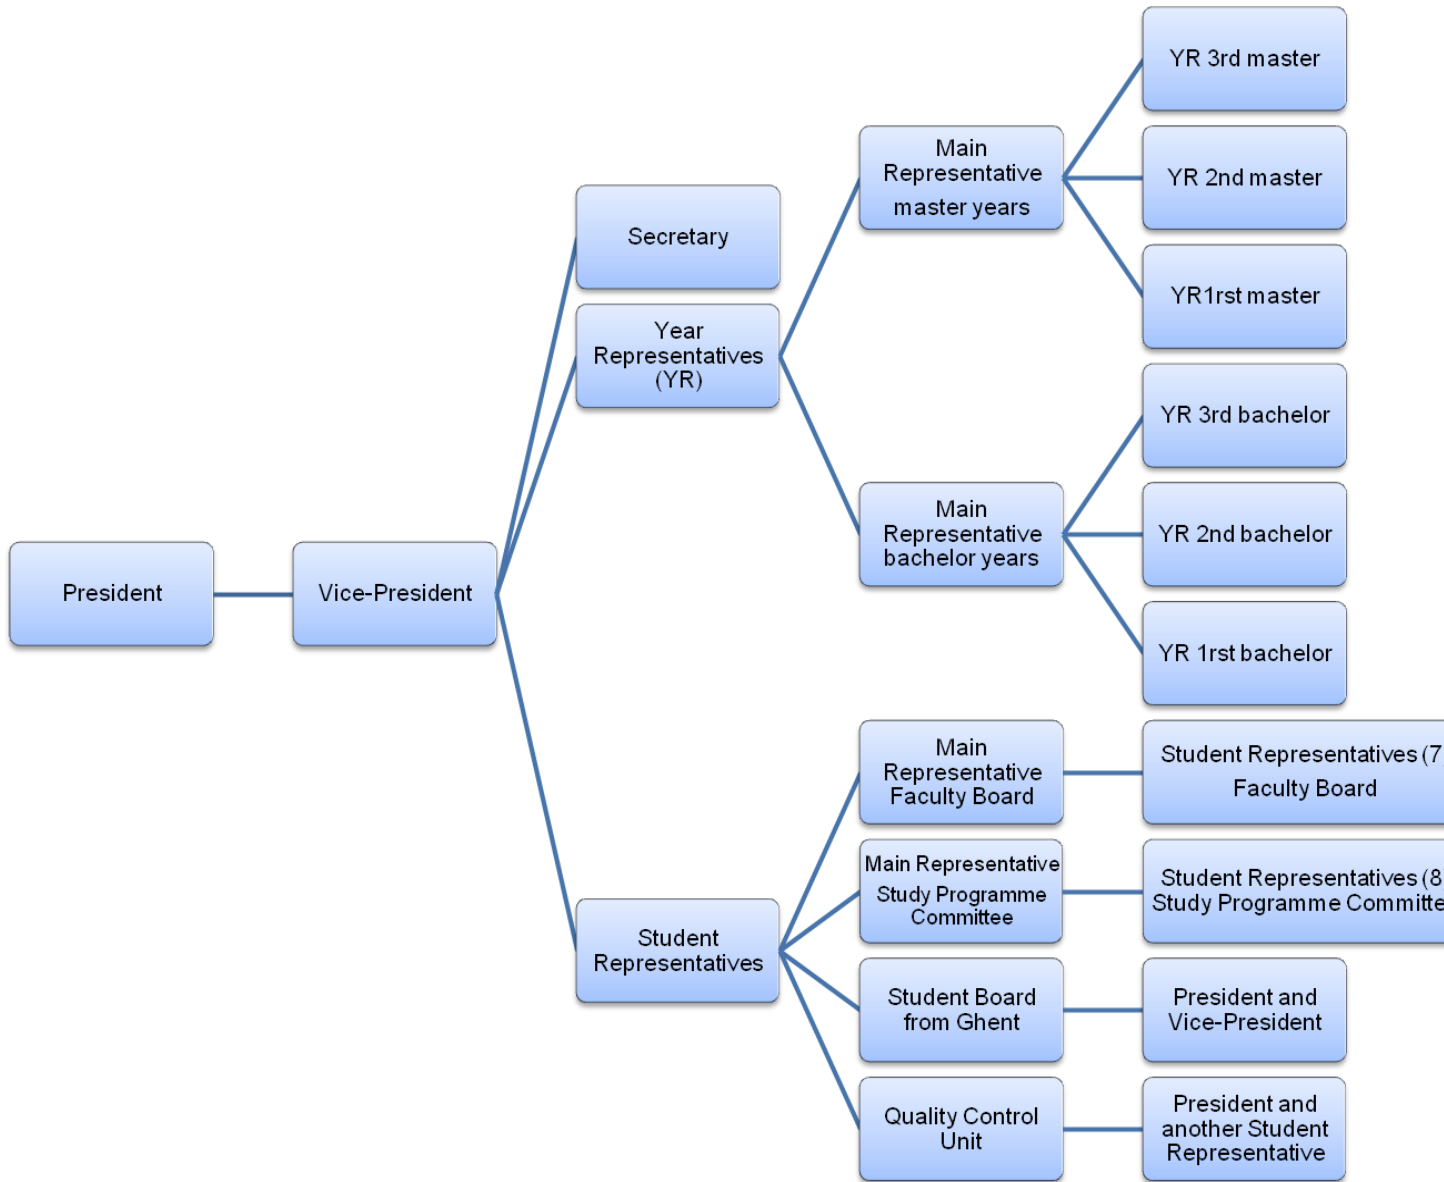 President
Vice-President
Secretary
Year
Representatives
(YR)
Student
Representatives
Main
Representative
master years
Main
Representative
bachelor years
Main
Representative
Faculty Board
Main Representative
Study Programme
Committee
Student Board
from Ghent
Quality Control
Unit
YR 3rd master
YR 2nd master
YR1rst master
YR 3rd bachelor
YR 2nd bachelor
YR 1rst bachelor
Student Representatives (7
Faculty Board
Student Representatives (8
Study Programme Committe
President and
Vice-President
President and
another Student
Representative